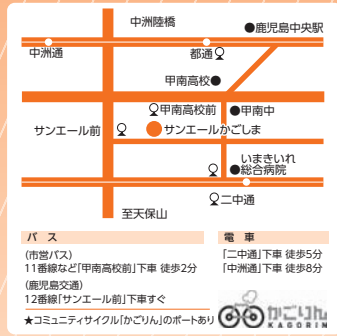 中洲陸橋
●鹿児島中央駅
中洲通
都通
甲南高校●
甲南高校前
●甲南中
サンエール前
サンエールかごしま
いまきいれ
●総合病院
二中通
至天保山
バス
(市営バス)
11番線など「甲南高校前」下車 徒歩2分
(鹿児島交通)
12番線「サンエール前」下車すぐ
★コミュニティサイクル「かごりん」のポートあり
電車
「二中通」下車 徒歩5分
「中洲通」下車 徒歩8分
かごりん
KAGORIN